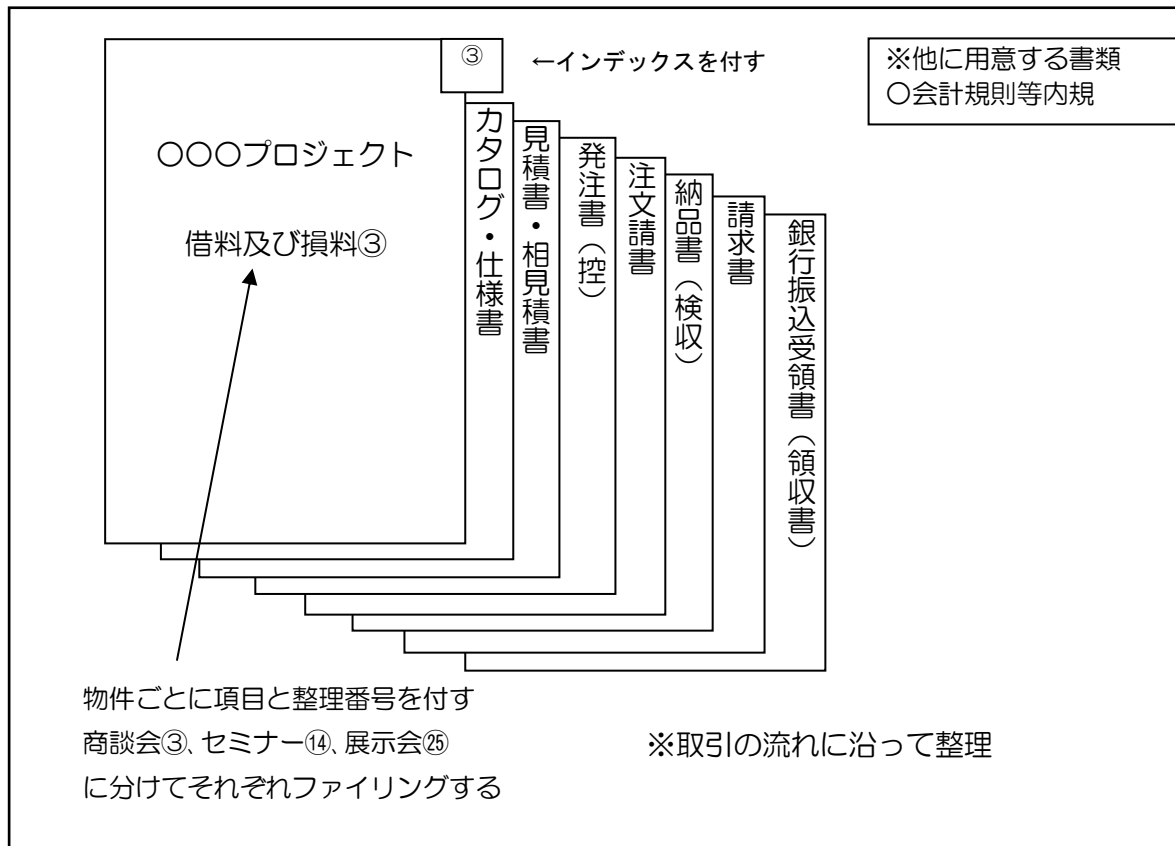 ③
←インデックスを付す
※他に用意する書類
○会計規則等内規
○○○プロジェクト
借料及び損料③
カタログ・仕様書
見積書・相見積書
発注書（控）
注文請書
納品書（検収）
請求書
銀行振込受領書（領収書）
物件ごとに項目と整理番号を付す
商談会③、セミナー⑭、展示会㉕
に分けてそれぞれファイリングする
※取引の流れに沿って整理